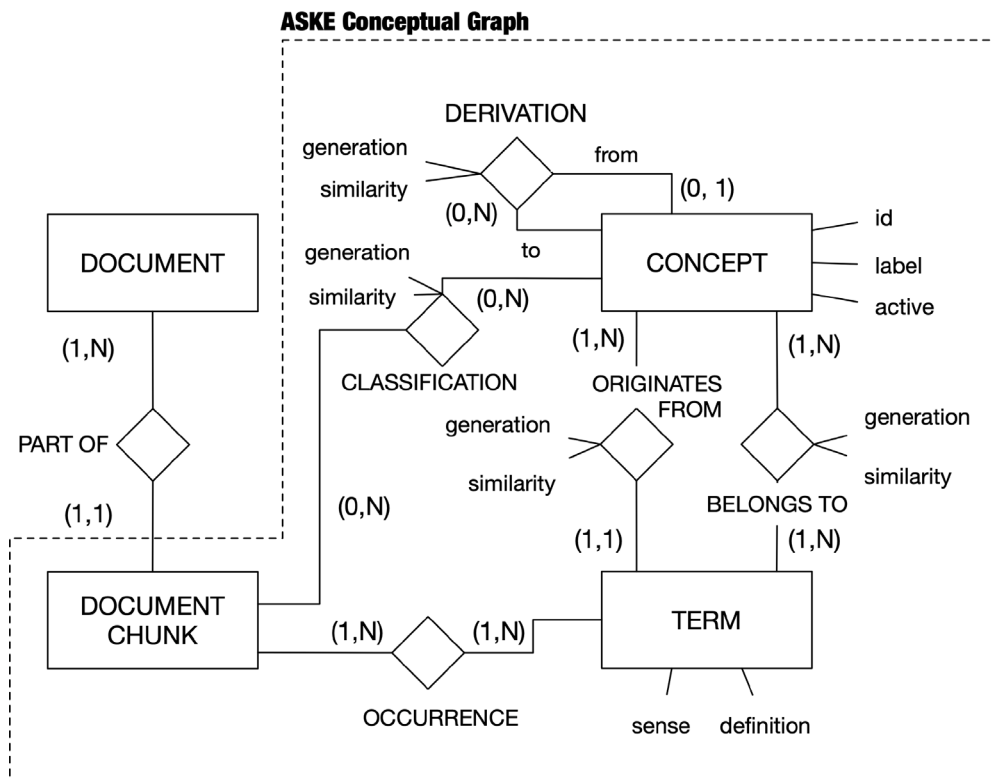 ASKE Conceptual Graph
DERIVATION
generation
similarity
from
(0, 1)
(0,N)
to
DOCUMENT
CONCEPT
id
label
active
generation
similarity
(0,N)
CLASSIFICATION
(1,N)
(1,N)
(1,N)
ORIGINATES
FROM
generation
similarity
generation
similarity
PART OF
BELONGS TO
(1,1)
(0,N)
(1,1)
(1,N)
DOCUMENT
CHUNK
(1,N)
(1,N)
TERM
OCCURRENCE
sense
definition